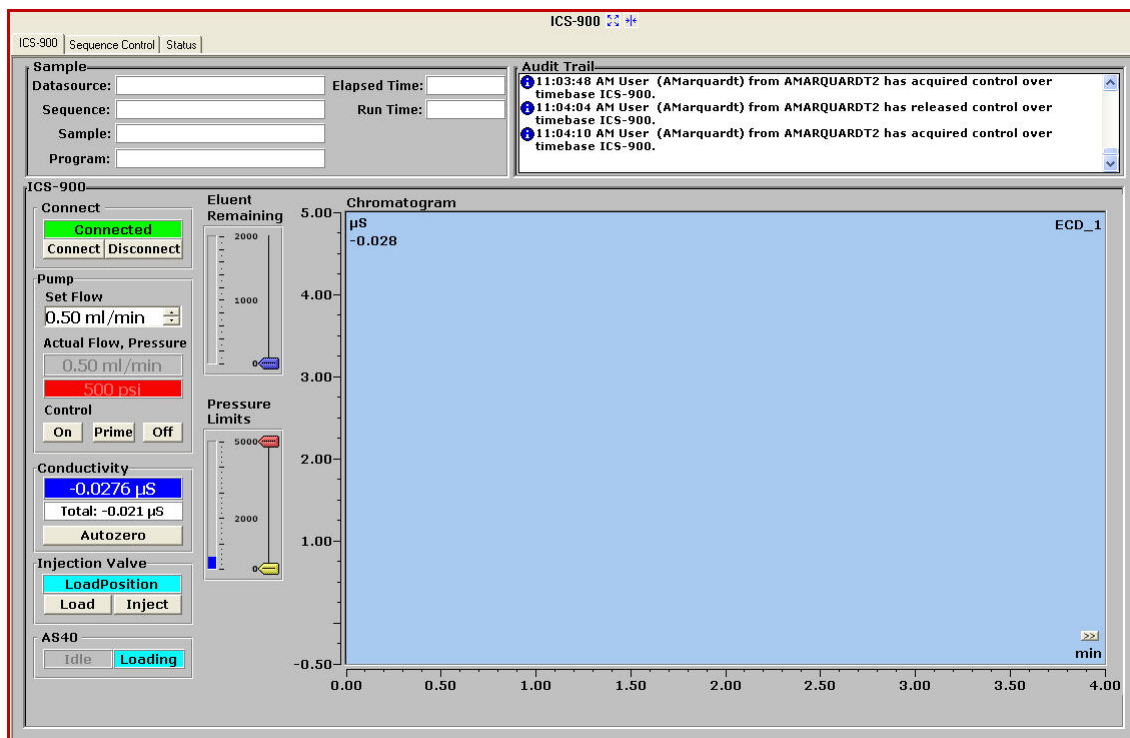 ICS-900
ICS-900 Sequence Control Status
Sample
Datasource:
Sequence:
Sample:
Program:
Elapsed Time:
Run Time:
Audit Trail
11:03:48 AM User (AMarquardt) from AMARQUARDT2 has acquired control over
timebase ICS-900.
11:04:04 AM User (AMarquardt) from AMARQUARDT2 has released control over
timebase ICS-900.
11:04:10 AM User (AMarquardt) from AMARQUARDT2 has acquired control over
timebase ICS-900.
ICS-900
Connect
Connected
Connect Disconnect
Pump
Set Flow
0.50 ml/min
Actual Flow, Pressure
0.50 ml/min
500 psi
Control
On Prime Off
Conductivity
-0.0276 µS
Total: -0.021 µS
Autozero
Injection Valve
LoadPosition
Load Inject
AS40
Idle Loading
Eluent
Remaining
2000
1000
0
Pressure
Limits
5000
2000
0
Chromatogram
µS
-0.028
ECD_1
5.00
4.00
3.00
2.00
1.00
-0.50
>>
min
0.00 0.50 1.00 1.50 2.00 2.50 3.00 3.50 4.00